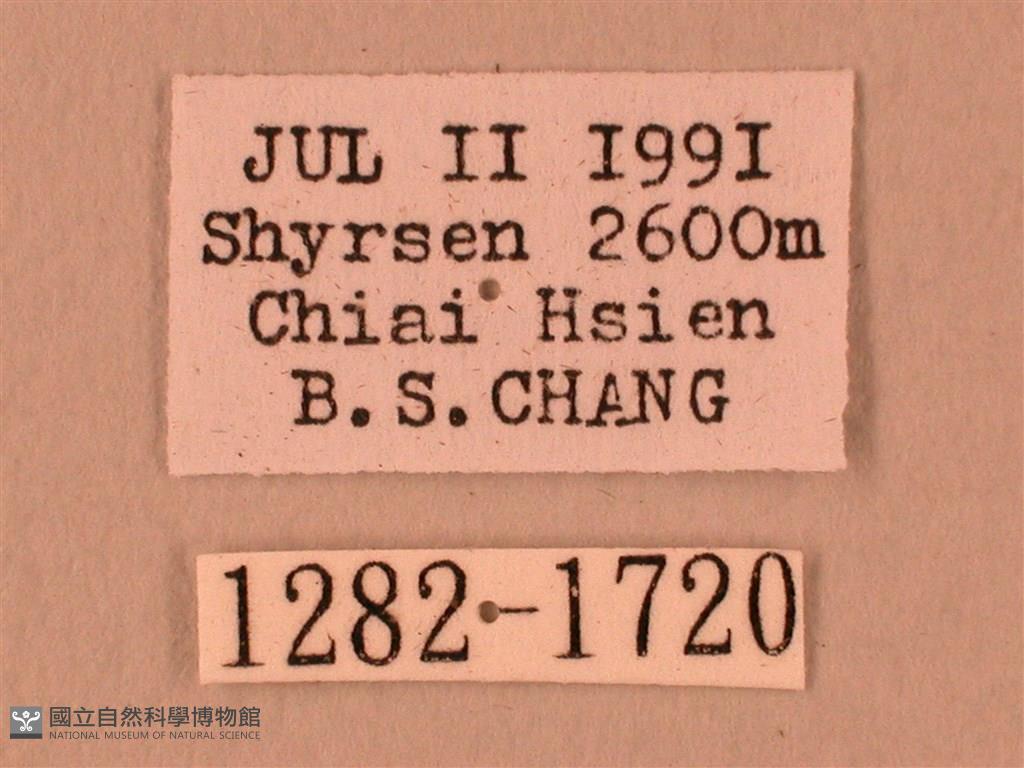 JUL II I99I
Shyrsen 2600m
Chiai Hsien
B.S.CHANG
1282-1720
國立自然科學博物館
NATIONAL MUSEUM OF NATURAL SCIENCE